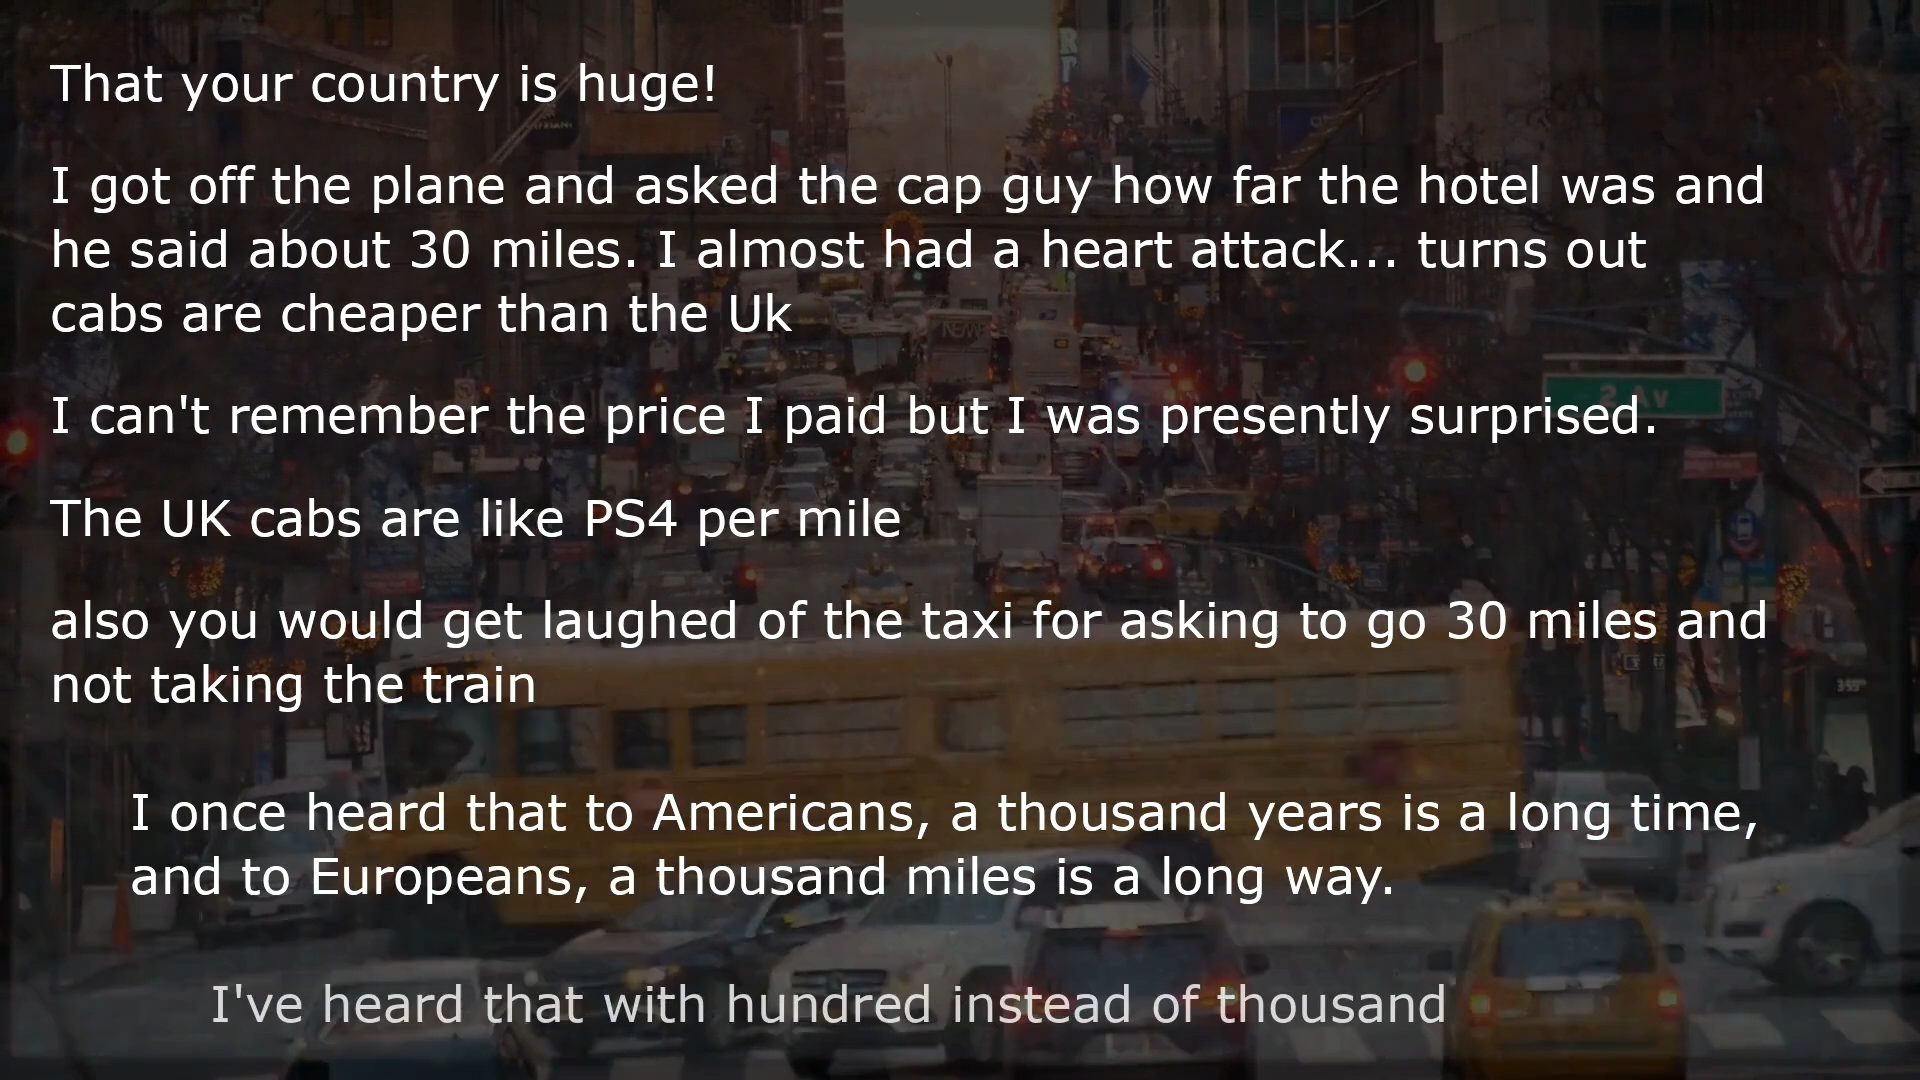 That your country is huge!
I got off the plane and asked the cap guy how far the hotel was and
he said about 30 miles. I almost had a heart attack... turns out
cabs are cheaper than the Uk
I can't remember the price I paid but I was presently surprised.
The UK cabs are like PS4 per mile
also you would get laughed of the taxi for asking to go 30 miles and
not taking the train
I once heard that to Americans, a thousand years is a long time,
and to Europeans, a thousand miles is a long way.
I've heard that with hundred instead of thousand
2 Av